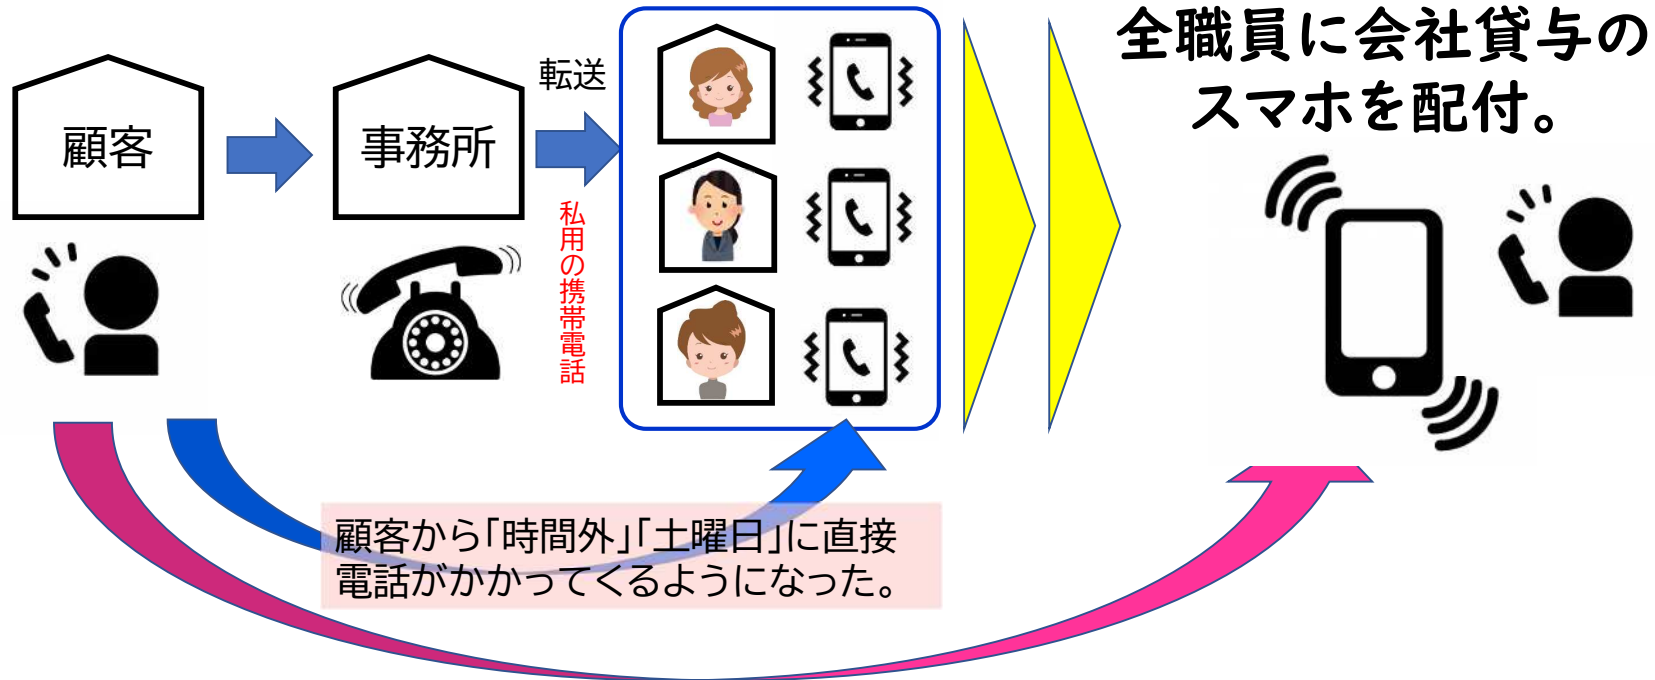 顧客
事務所
転送
私用の携帯電話
全職員に会社貸与の
スマホを配付。
顧客から｢時間外｣｢土曜日｣に直接
電話がかかってくるようになった。